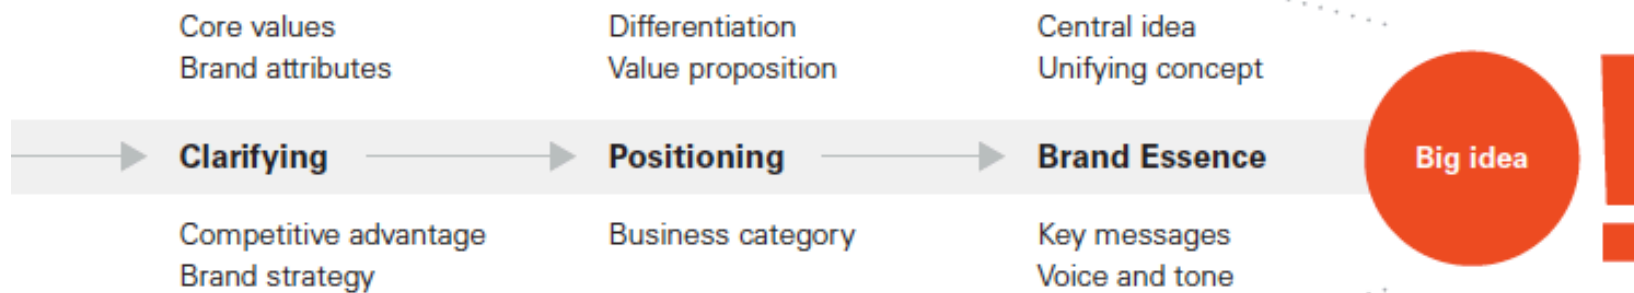 Core values
Brand attributes
Differentiation
Value proposition
Central idea
Unifying concept
Clarifying
Positioning
Brand Essence
Big idea
!
Competitive advantage
Brand strategy
Business category
Key messages
Voice and tone